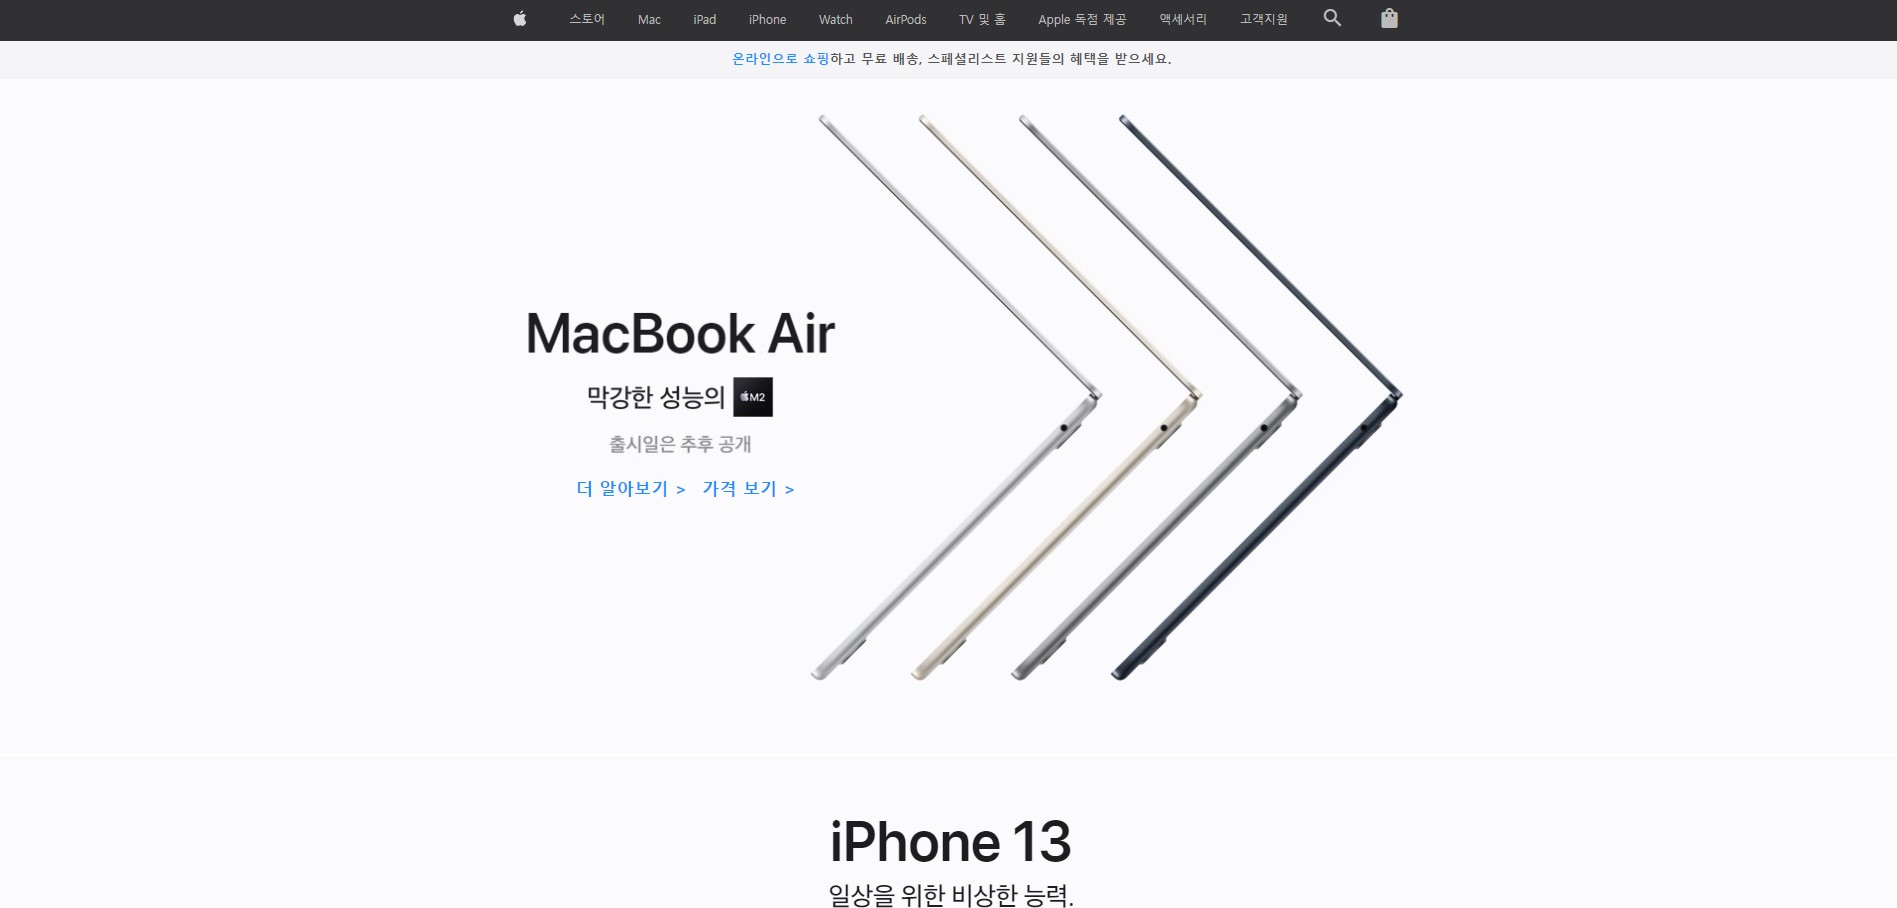 스토어 Mac iPad iPhone Watch AirPods TV 및 홈 Apple 독점 제공 액세서리 고객지원
온라인으로 쇼핑하고 무료 배송, 스페셜리스트 지원들의 혜택을 받으세요.
MacBook Air
막강한 성능의 M2
출시일은 추후 공개
더 알아보기 > 가격 보기 >
iPhone 13
일상을 위한 비상한 능력.